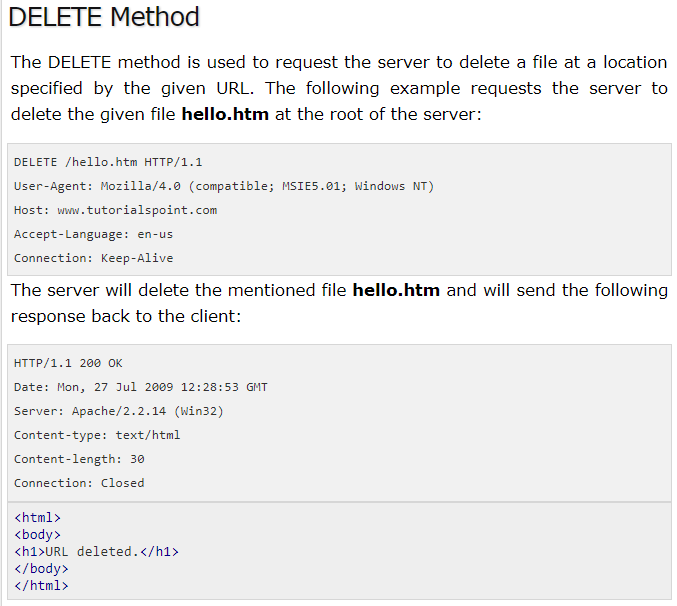 DELETE Method
The DELETE method is used to request the server to delete a file at a location
specified by the given URL. The following example requests the server to
delete the given file hello.htm at the root of the server:
DELETE /hello.htm HTTP/1.1
User-Agent: Mozilla/4.0 (compatible; MSIE5.01; Windows NT)
Host: www.tutorialspoint.com
Accept-Language: en-us
Connection: Keep-Alive
The server will delete the mentioned file hello.htm and will send the following
response back to the client:
HTTP/1.1 200 OK
Date: Mon, 27 Jul 2009 12:28:53 GMT
Server: Apache/2.2.14 (Win32)
Content-type: text/html
Content-length: 30
Connection: Closed
<html>
<body>
<h1>URL deleted.</h1>
</body>
</html>